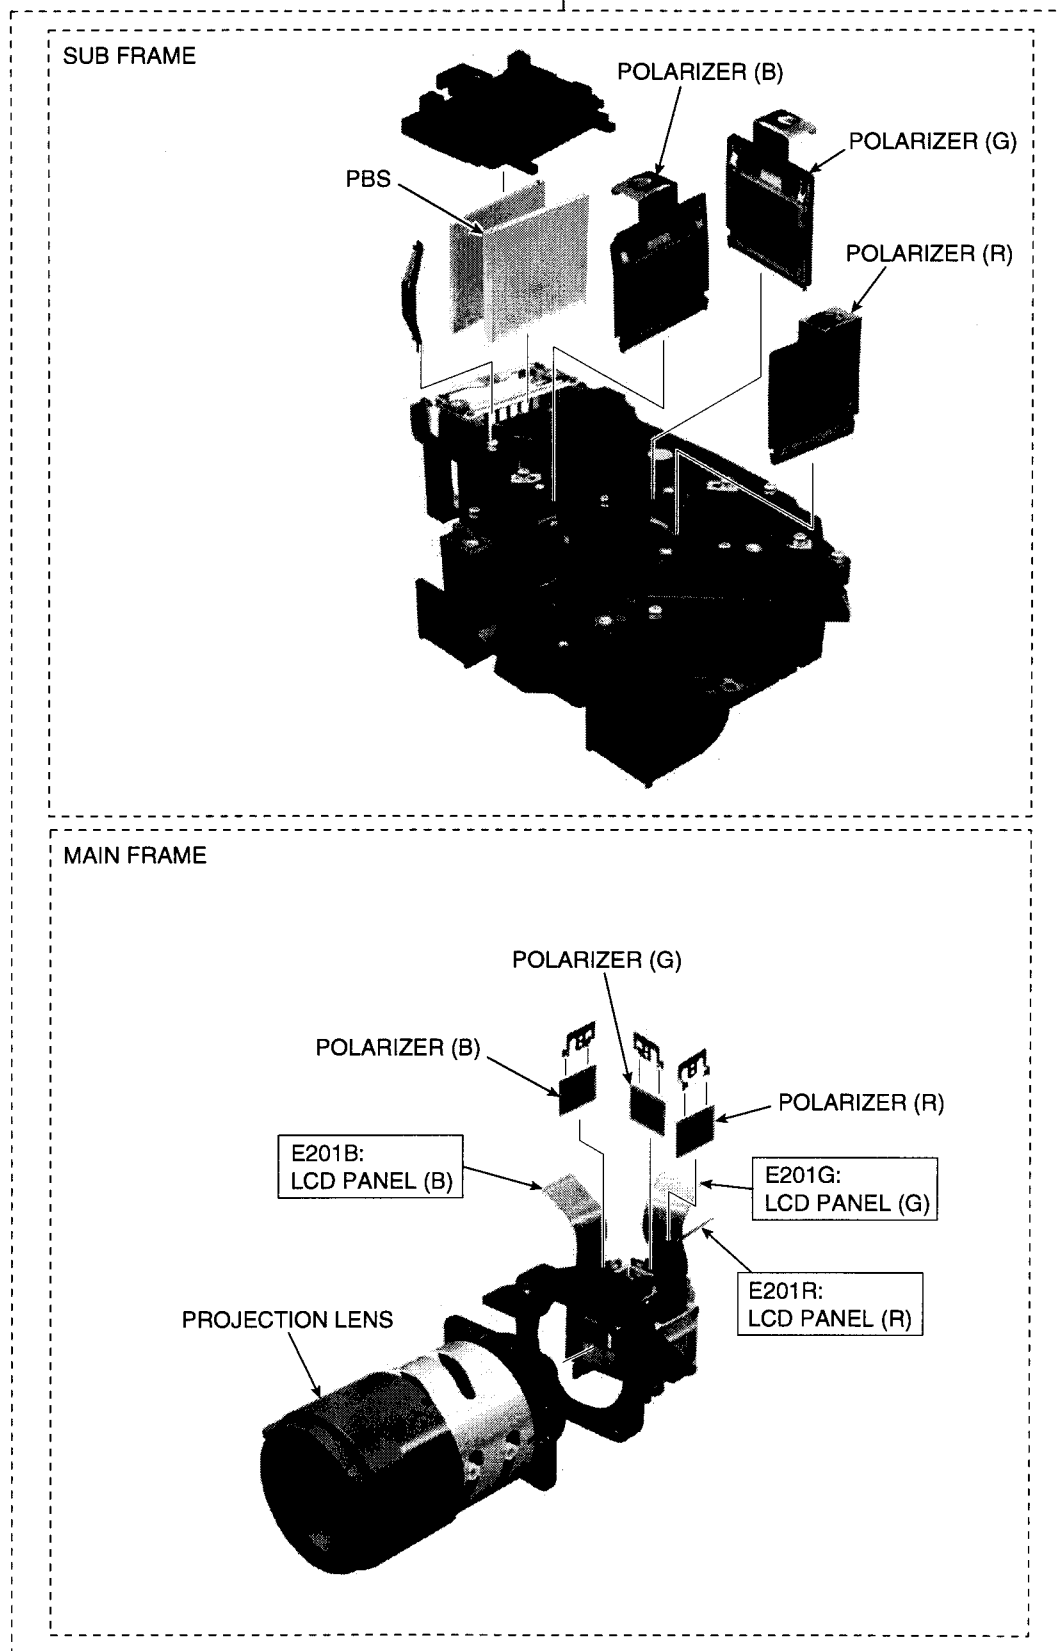 SUB FRAME
POLARIZER (B)
POLARIZER (G)
PBS
POLARIZER (R)
MAIN FRAME
POLARIZER (G)
POLARIZER (B)
POLARIZER (R)
E201B:
LCD PANEL (B)
E201G:
LCD PANEL (G)
E201R:
LCD PANEL (R)
PROJECTION LENS